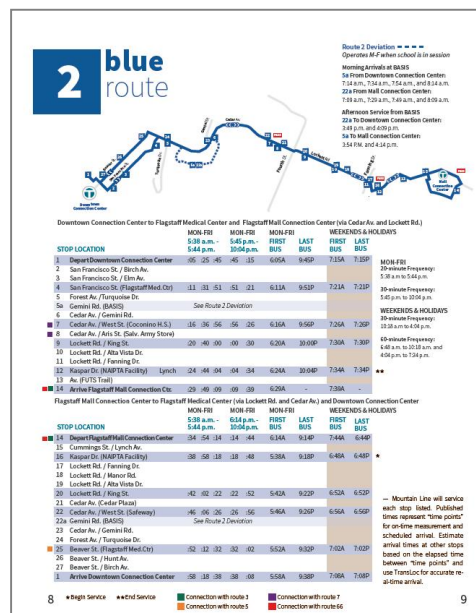 2
blue
route
Route 2 Deviation
Operates M-F when school is in session
Morning Arrivals at BASIS
5a From Downtown Connection Center:
7:14 a.m., 7:34 a.m., 7:54 a.m., and 8:14 a.m.
22a From Mall Connection Center:
7:09 a.m., 7:29 a.m., 7:49 a.m., and 8:09 a.m.
Afternoon Service from BASIS
22a To Downtown Connection Center:
3:49 p.m. and 4:09 p.m.
5a To Mall Connection Center:
3:54 P.M. and 4:14 p.m.
Cedar Av.
Lockett Rd.
Mall
Connection
Center
Downtown
Connection Center
Downtown Connection Center to Flagstaff Medical Center and Flagstaff Mall Connection Center (via Cedar Av. and Lockett Rd.)
MON-FRI MON-FRI MON-FRI WEEKENDS & HOLIDAYS
5:38 a.m. - 5:45 p.m. - FIRST LAST FIRST LAST
STOP LOCATION 5:44 p.m. 10:04 p.m. BUS BUS BUS BUS
1 Depart Downtown Connection Center :05 :25 :45 :45 :15 6:05A 9:45P 7:15A 7:15P
2 San Francisco St. / Birch Av.
3 San Francisco St. / Elm Av.
4 San Francisco St. (Flagstaff Med. Ctr) :11 :31 :51 :51 :21 6:11A 9:51P 7:21A 7:21P
5 Forest Av. / Turquoise Dr.
5a Gemini Rd. (BASIS) See Route 2 Deviation
6 Cedar Av. / Gemini Rd.
7 Cedar Av. / West St. (Coconino H.S.) :16 :36 :56 :56 :26 6:16A 9:56P 7:26A 7:26P
8 Cedar Av. / Aris St. (Salv. Army Store)
9 Lockett Rd. / King St. :20 :40 :00 :00 :30 6:20A 10:00P 7:30A 7:30P
10 Lockett Rd. / Alta Vista Dr.
11 Lockett Rd. / Fanning Dr.
12 Kaspar Dr. (NAIPTA Facility) Lynch :24 :44 :04 :04 :34 6:24A 10:04P 7:34A 7:34P ★★
13 Av. (FUTS Trail)
14 Arrive Flagstaff Mall Connection Ctr. :29 :49 :09 :09 :39 6:29A - 7:39A -
MON-FRI
20-minute Frequency:
5:38 a.m to 5:44 p.m.
30-minute Frequency:
5:45 p.m. to 10:04 p.m.
WEEKENDS & HOLIDAYS
30-minute Frequency:
10:18 a.m to 4:04 p.m.
60-minute Frequency:
6:48 a.m. to 10:18 a.m. and
4:04 p.m. to 7:34 p.m.
Flagstaff Mall Connection Center to Flagstaff Medical Center (via Lockett Rd. and Cedar Av.) and Downtown Connection Center
MON-FRI MON-FRI MON-FRI WEEKENDS & HOLIDAYS
5:38 a.m. - 6:14 p.m. - FIRST LAST FIRST LAST
STOP LOCATION 5:44 p.m. 10:04 p.m. BUS BUS BUS BUS
14 Depart Flagstaff Mall Connection Center :34 :54 :14 :14 :44 6:14A 9:14P 7:44A 6:44P
15 Cummings St. / Lynch Av.
16 Kaspar Dr. (NAIPTA Facility) :38 :58 :18 :18 :48 5:38A 9:18P 6:48A 6:48P ★
17 Lockett Rd. / Fanning Dr.
18 Lockett Rd. / Manor Rd.
19 Lockett Rd. / Alta Vista Dr.
20 Lockett Rd. / King St. :42 :02 :22 :22 :52 5:42A 9:22P 6:52A 6:52P
21 Cedar Av. (Cedar Plaza)
22 Cedar Av. / West St. (Safeway) :46 :06 :26 :26 :56 5:46A 9:26P 6:56A 6:56P
22a Gemini Rd. (BASIS) See Route 2 Deviation
23 Cedar Av. / Gemini Rd.
24 Forest Av. / Turquoise Dr.
25 Beaver St. (Flagstaff Med. Ctr) :52 :12 :32 :32 :02 5:52A 9:32P 7:02A 7:02P
26 Beaver St. / Hunt Av.
27 Beaver St. / Birch Av.
1 Arrive Downtown Connection Center :58 :18 :38 :38 :08 5:58A 9:38P 7:08A 7:08P
— Mountain Line will service
each stop listed. Published
times represent "time points"
for on-time measurement and
scheduled arrival. Estimate
arrival times at other stops
based on the elapsed time
between "time points" and
use TransLoc for accurate re-
al-time arrival.
8 ★Begin Service ★★End Service Connection with route 3 Connection with route 7 9
Connection with route 5 Connection with route 66